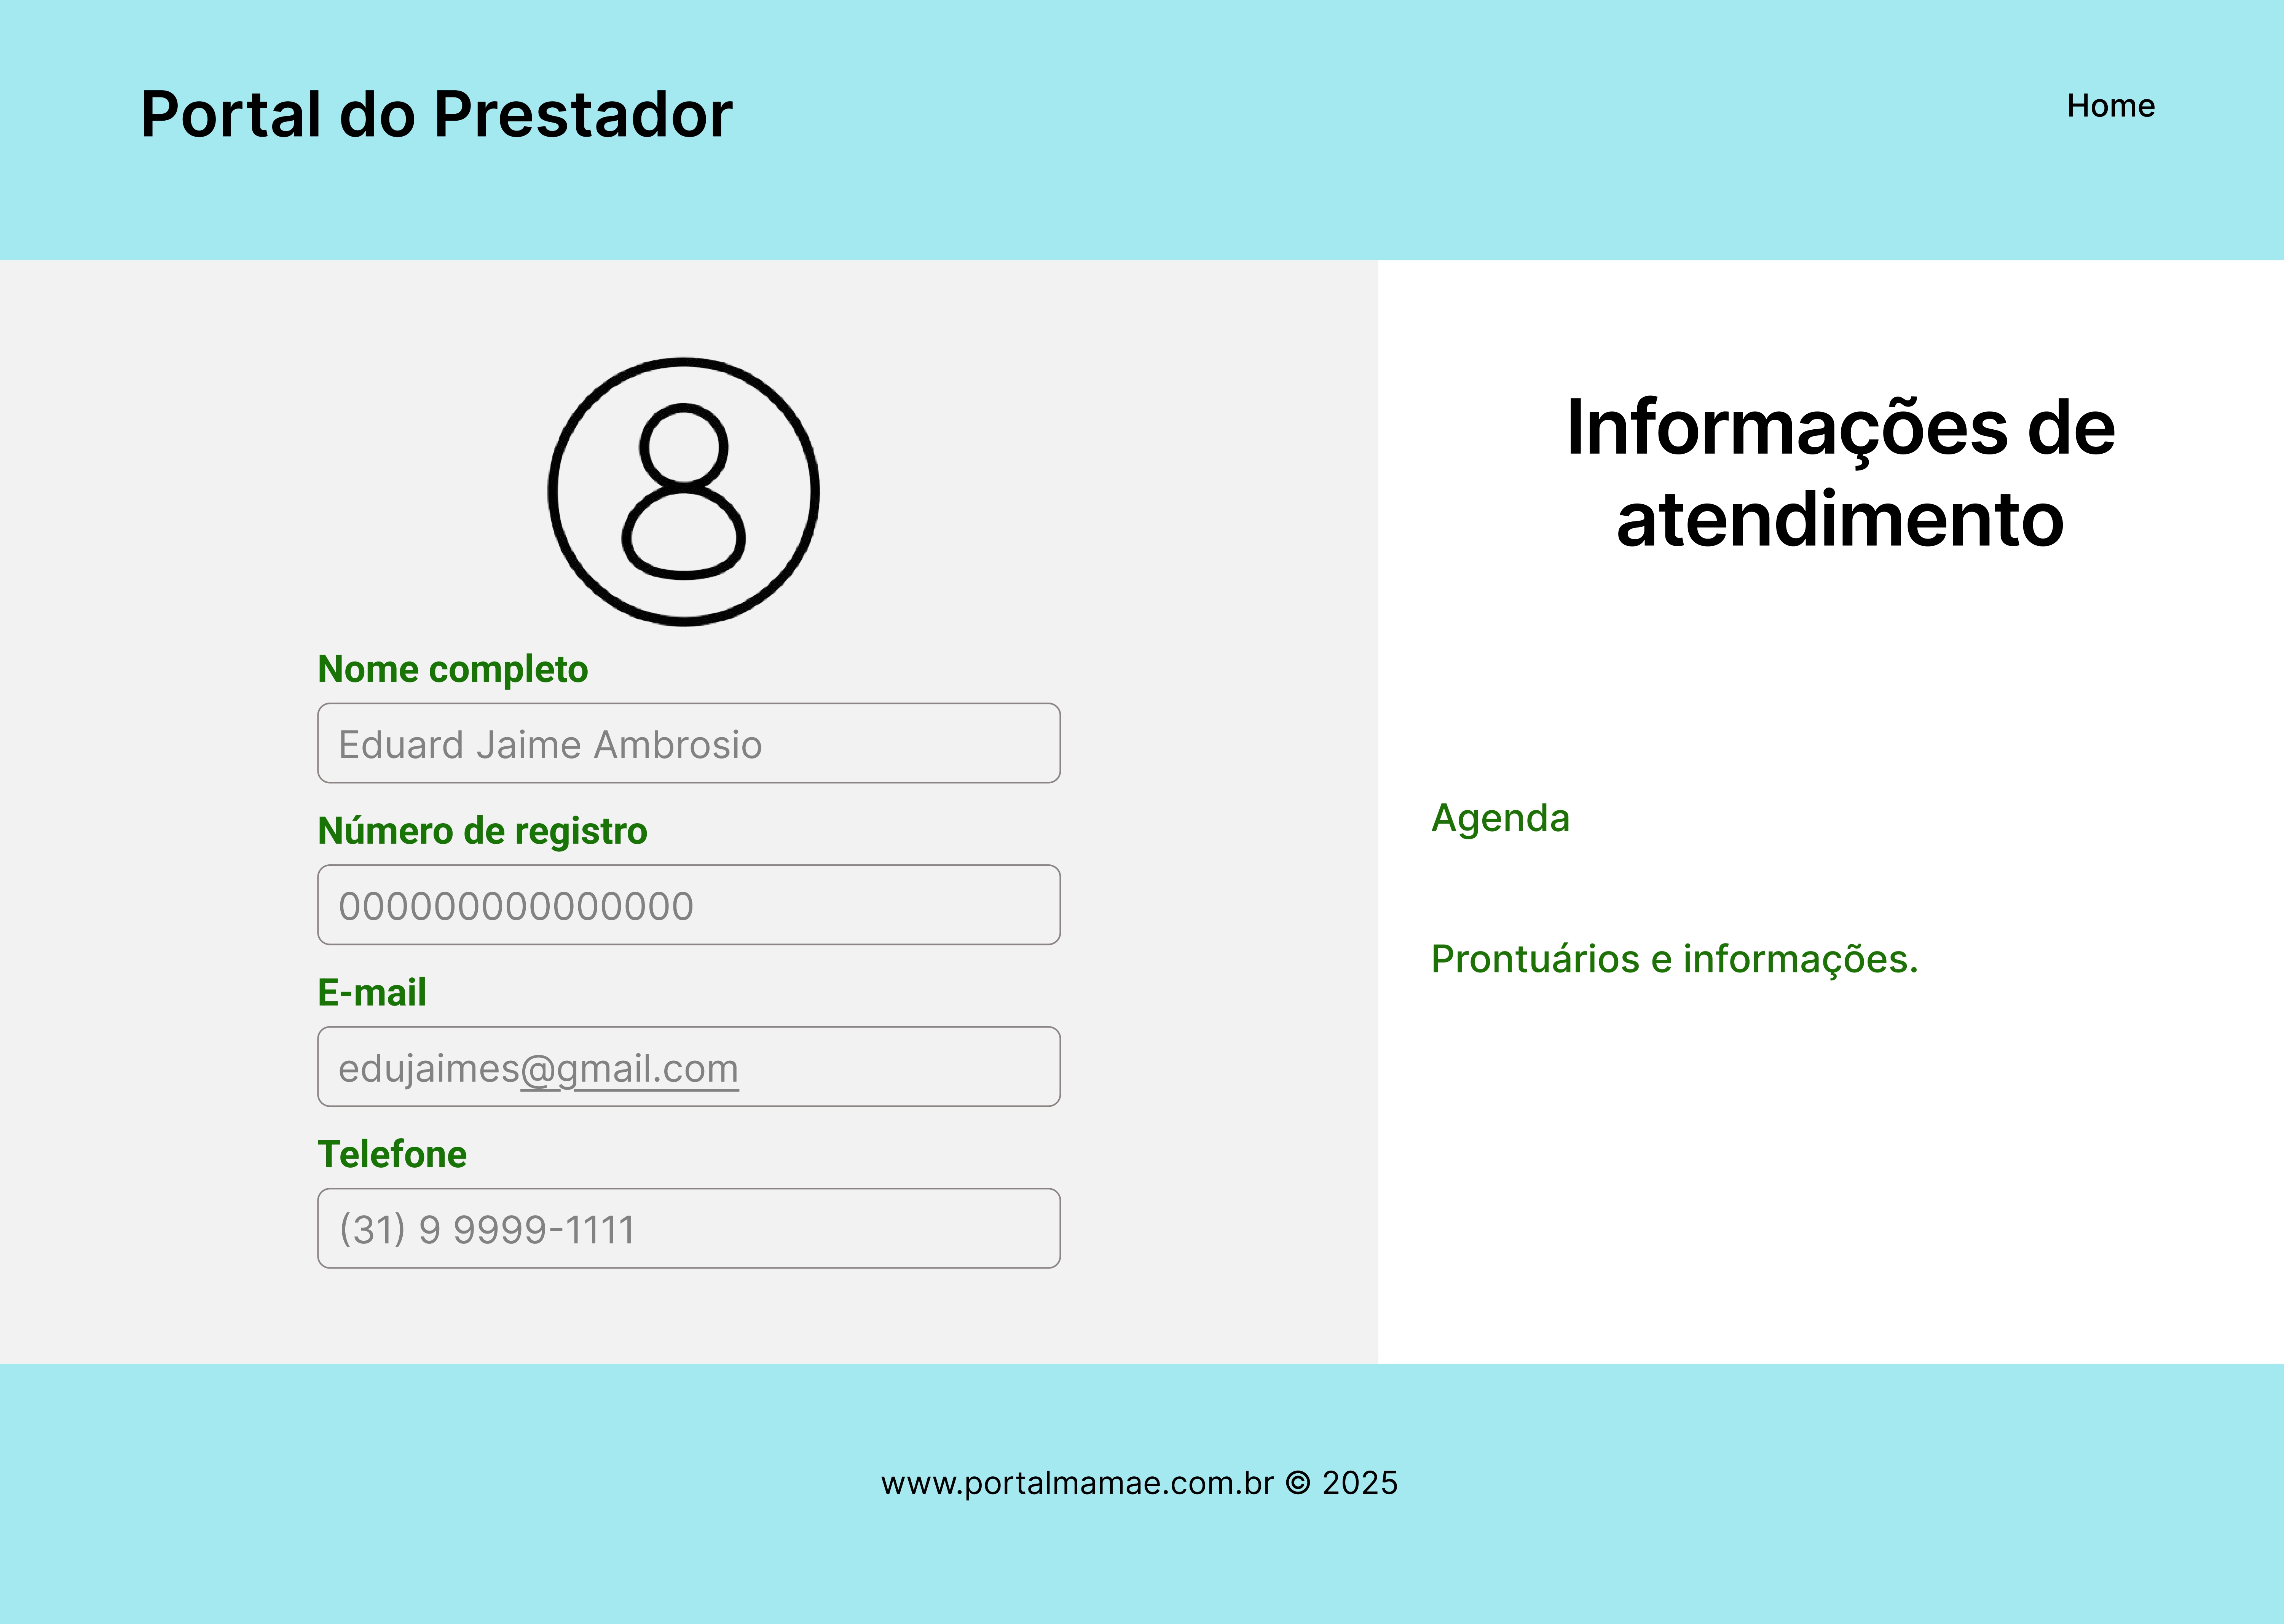 Portal do Prestador
Home
Nome completo
Eduard Jaime Ambrosio
Número de registro
000000000000000
E-mail
edujaimes@gmail.com
Telefone
(31) 9 9999-1111
Informações de
atendimento
Agenda
Prontuários e informações.
www.portalmamae.com.br © 2025